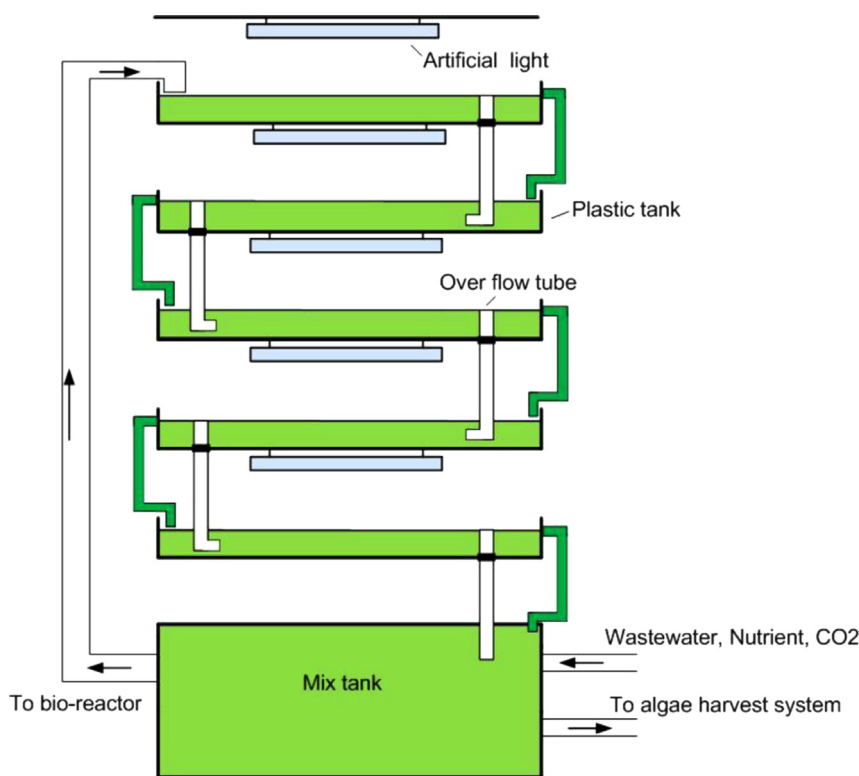 Artificial light
Plastic tank
Over flow tube
Wastewater, Nutrient, CO2
Mix tank
To bio-reactor
To algae harvest system